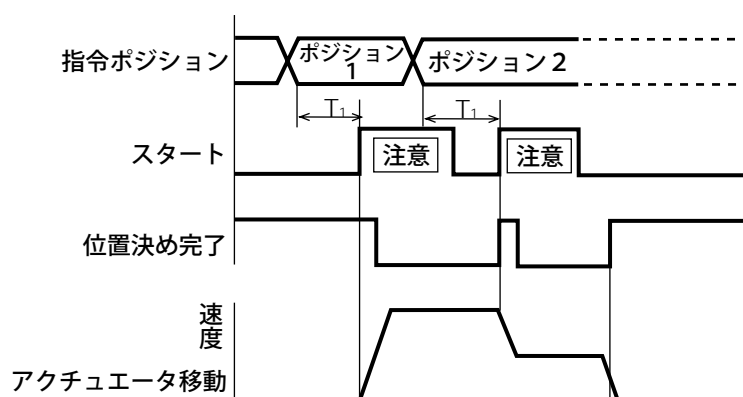 指令ポジション
ポジション
1
ポジション2
T₁
T₁
スタート
注意
注意
位置決め完了
速度
アクチュエータ移動